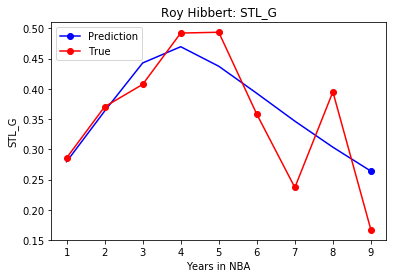 Roy Hibbert: STL_G
Prediction
True
STL_G
0.50
0.45
0.40
0.35
0.30
0.25
0.20
0.15
1 2 3 4 5 6 7 8 9
Years in NBA